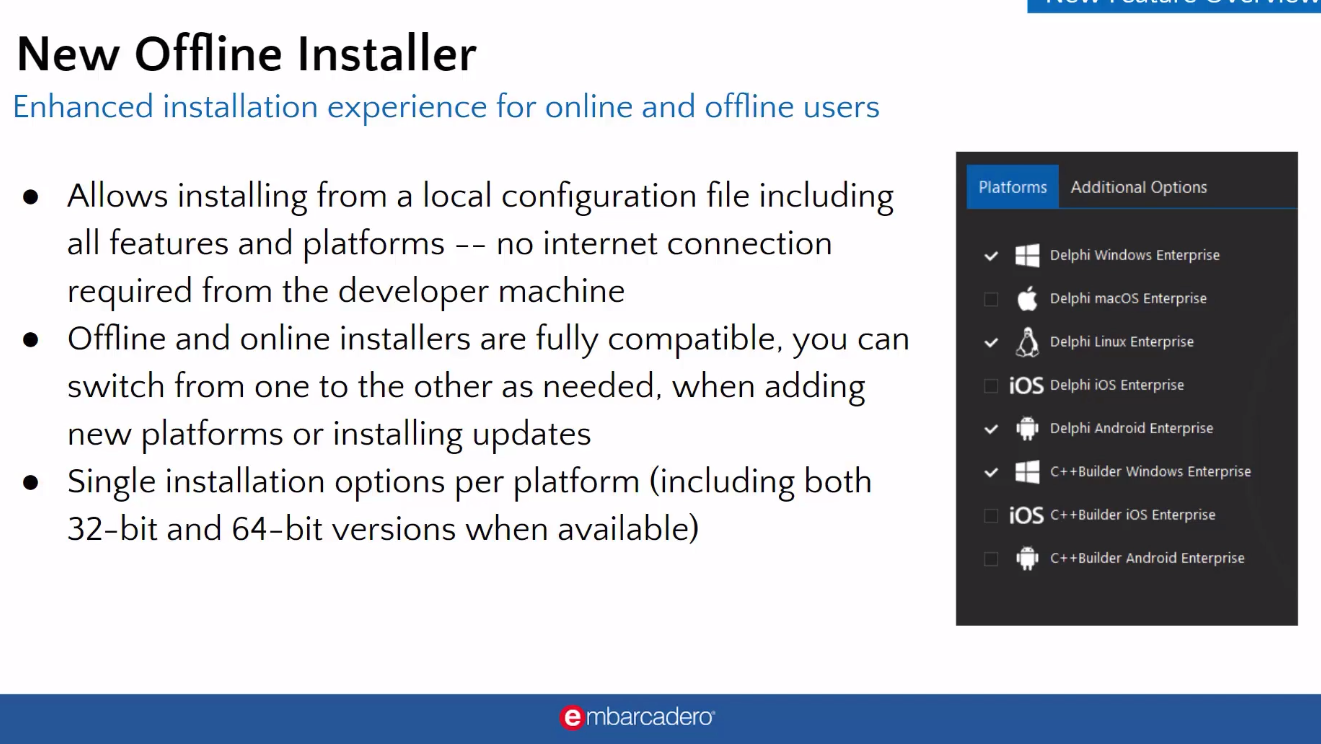 New Feature Overview
New Offline Installer
Enhanced installation experience for online and offline users
● Allows installing from a local configuration file including
all features and platforms -- no internet connection
required from the developer machine
● Offline and online installers are fully compatible, you can
switch from one to the other as needed, when adding
new platforms or installing updates
● Single installation options per platform (including both
32-bit and 64-bit versions when available)
Platforms Additional Options
Delphi Windows Enterprise
Delphi macOS Enterprise
Delphi Linux Enterprise
iOS Delphi iOS Enterprise
Delphi Android Enterprise
C++Builder Windows Enterprise
iOS C++Builder iOS Enterprise
C++Builder Android Enterprise
embarcadero®